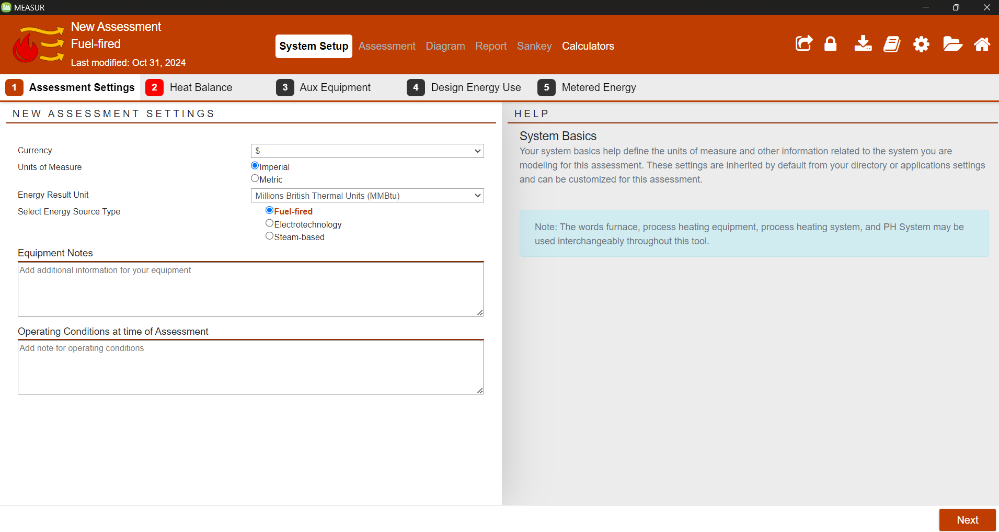 MEASUR
New Assessment
Fuel-fired
Last modified: Oct 31, 2024
System Setup Assessment Diagram Report Sankey Calculators
1 Assessment Settings 2 Heat Balance 3 Aux Equipment 4 Design Energy Use 5 Metered Energy
NEW ASSESSMENT SETTINGS
Currency $
Units of Measure Imperial
Metric
Energy Result Unit Millions British Thermal Units (MMBtu)
Select Energy Source Type Fuel-fired
Electrotechnology
Steam-based
Equipment Notes
Add additional information for your equipment
Operating Conditions at time of Assessment
Add note for operating conditions
HELP
System Basics
Your system basics help define the units of measure and other information related to the system you are
modeling for this assessment. These settings are inherited by default from your directory or applications settings
and can be customized for this assessment.
Note: The words furnace, process heating equipment, process heating system, and PH System may be
used interchangeably throughout this tool.
Next